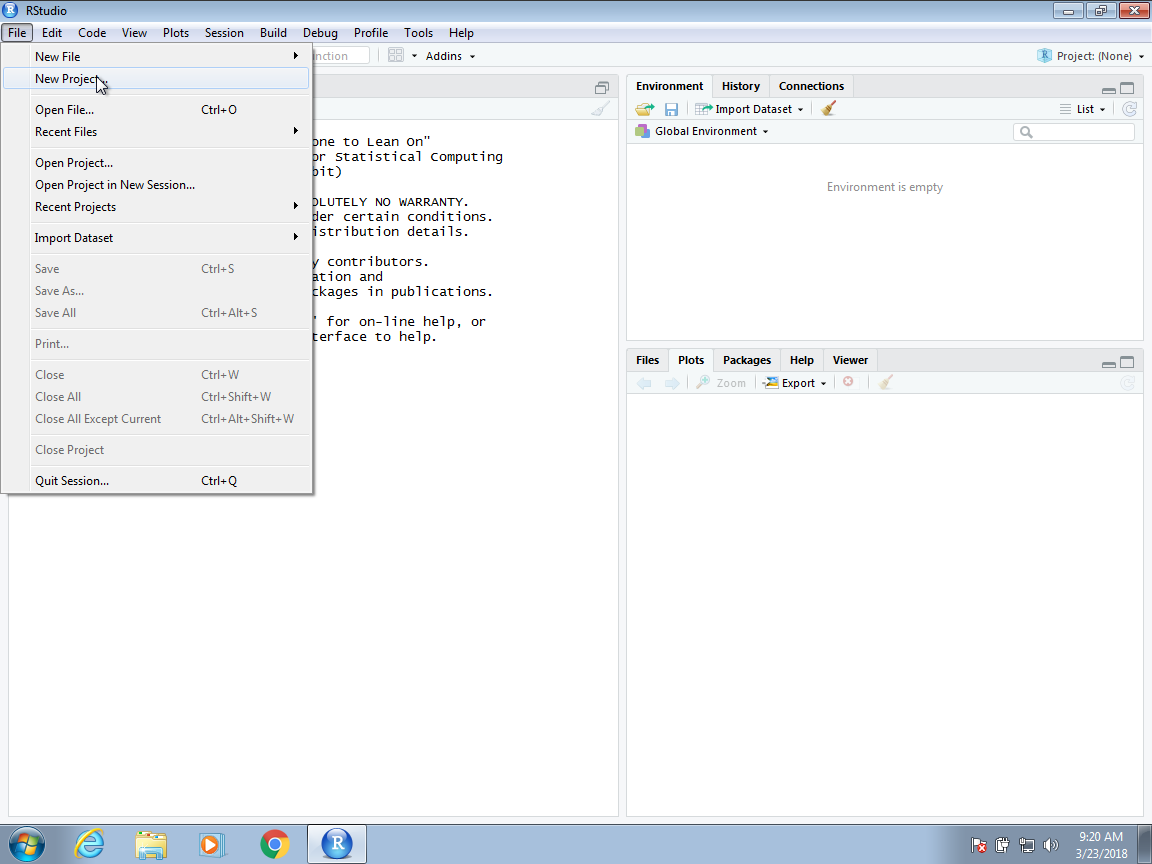 RStudio
File Edit Code View Plots Session Build Debug Profile Tools Help
Addins
Project: (None)
New File
New Project...
Open File... Ctrl+O
Recent Files
Open Project...
Open Project in New Session...
Recent Projects
Import Dataset
Save Ctrl+S
Save As...
Save All Ctrl+Alt+S
Print...
Close Ctrl+W
Close All Ctrl+Shift+W
Close All Except Current Ctrl+Alt+Shift+W
Close Project
Quit Session... Ctrl+Q
one to Lean On"
or Statistical Computing
bit)
OLUTELY NO WARRANTY.
der certain conditions.
istribution details.
y contributors.
ation and
ckages in publications.
' for on-line help, or
terface to help.
Environment History Connections
Import Dataset List
Global Environment
Environment is empty
Files Plots Packages Help Viewer
Zoom Export
9:20 AM
3/23/2018